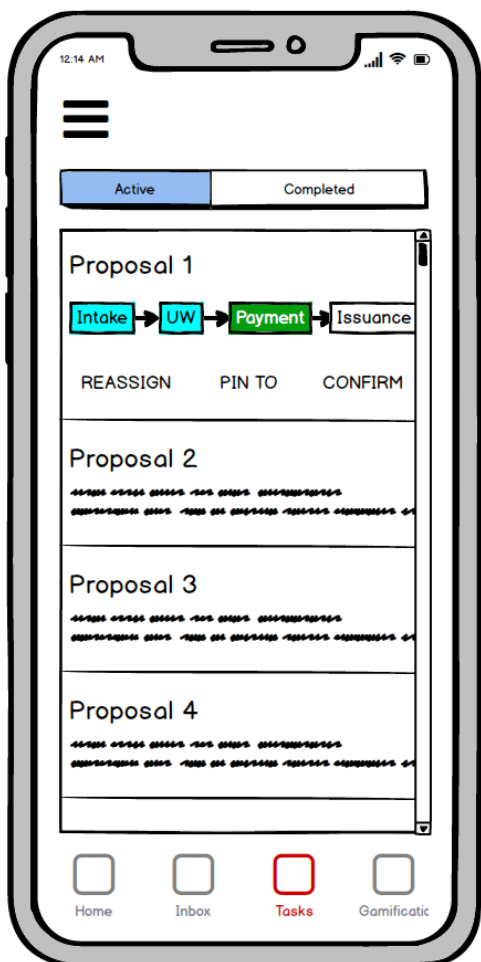 12:14 AM
Active Completed
Proposal 1
Intake UW Payment Issuance
REASSIGN PIN TO CONFIRM
Proposal 2
Proposal 3
Proposal 4
Home Inbox Tasks Gamificatic